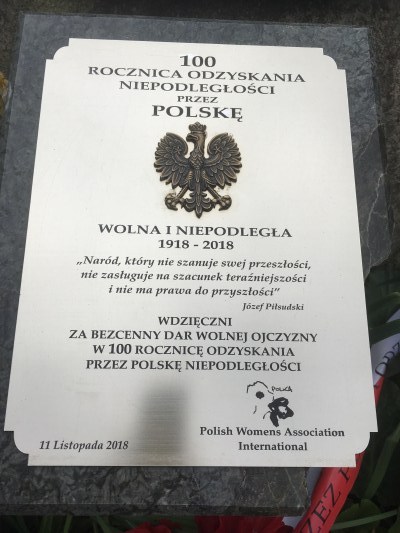 100
ROCZNICA ODZYSKANIA
NIEPODLEGŁOŚCI
PRZEZ
POLSKĘ
WOLNA I NIEPODLEGŁA
1918 - 2018
„Naród, który nie szanuje swej przeszłości,
nie zasługuje na szacunek teraźniejszości
i nie ma prawa do przyszłości”
Józef Piłsudski
WDZIĘCZNI
ZA BEZCENNY DAR WOLNEJ OJCZYZNY
W 100 ROCZNICĘ ODZYSKANIA
PRZEZ POLSKĘ NIEPODLEGŁOŚCI
Polish Womens Association
International
11 Listopada 2018